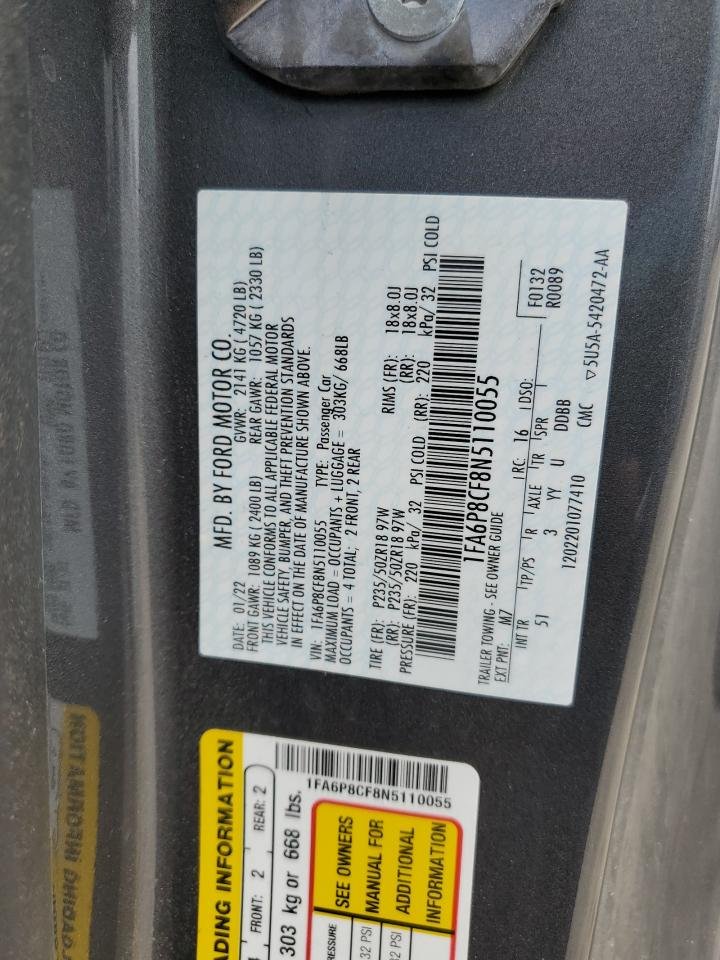 MFD. BY FORD MOTOR CO.
DATE: 01/22 GVWR: 2141 KG ( 4720 LB)
FRONT GAWR: 1089 KG ( 2400 LB) REAR GAWR: 1057 KG ( 2330 LB)
THIS VEHICLE CONFORMS TO ALL APPLICABLE FEDERAL MOTOR
VEHICLE SAFETY, BUMPER, AND THEFT PREVENTION STANDARDS
IN EFFECT ON THE DATE OF MANUFACTURE SHOWN ABOVE.
VIN: 1FA6P8CF8N5110055 TYPE: Passenger Car
MAXIMUM LOAD = OCCUPANTS + LUGGAGE = 303KG/ 668LB
OCCUPANTS = 4 TOTAL; 2 FRONT, 2 REAR
TIRE (FR): P235/50ZR18 97W RIMS (FR): 18x8.0J
(RR): P235/50ZR18 97W (RR): 18x8.0J
PRESSURE (FR): 220 kPa/ 32 PSI COLD (RR): 220 kPa/ 32 PSI COLD
1FA6P8CF8N5110055
TRAILER TOWING - SEE OWNER GUIDE
EXT PNT: M7 RC: 16 DSO: F0132
R0089
INT TR TP/PS R AXLE TR SPR
51 3 YY U DDBB
1202201077410 CMC ▽5U5A-5420472-AA
ADING INFORMATION
FRONT: 2 REAR: 2
303 kg or 668 lbs.
1FA6P8CF8N5110055
RESSURE
32 PSI
32 PSI
SEE OWNERS
MANUAL FOR
ADDITIONAL
INFORMATION